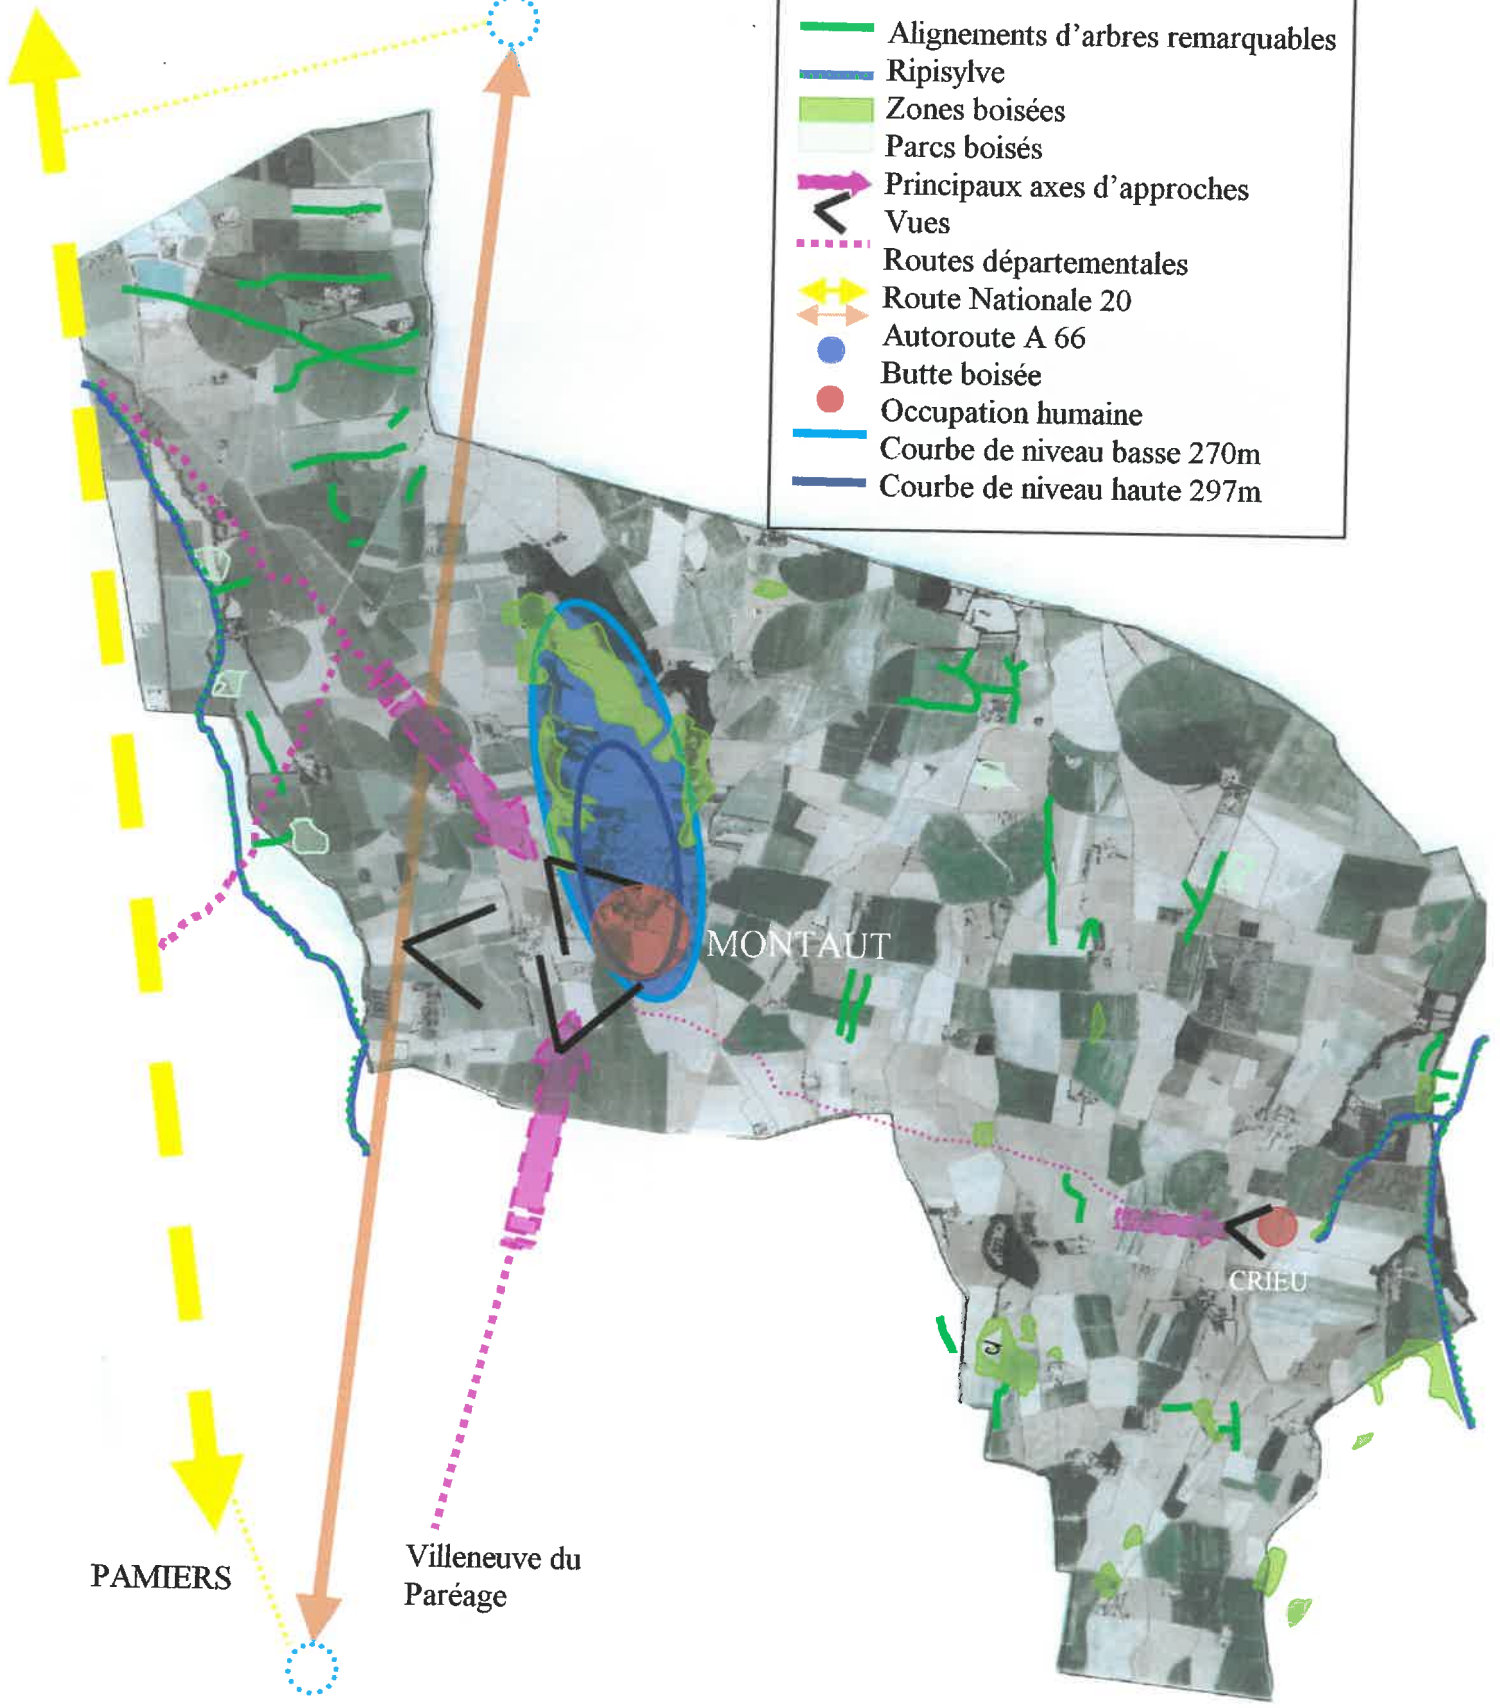 Alignements d'arbres remarquables
Ripisylve
Zones boisées
Parcs boisés
Principaux axes d'approches
Vues
Routes départementales
Route Nationale 20
Autoroute A 66
Butte boisée
Occupation humaine
Courbe de niveau basse 270m
Courbe de niveau haute 297m
MONTAUT
CRIEU
PAMIERS
Villeneuve du
Paréage